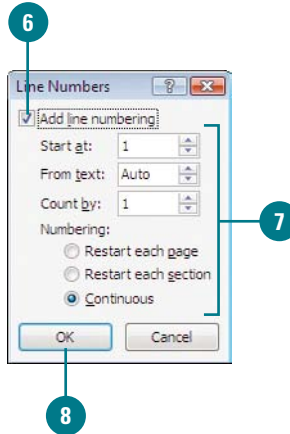 6
Line Numbers
Add line numbering
Start at: 1
From text: Auto
Count by: 1
Numbering:
Restart each page
Restart each section
Continuous
7
OK Cancel
8